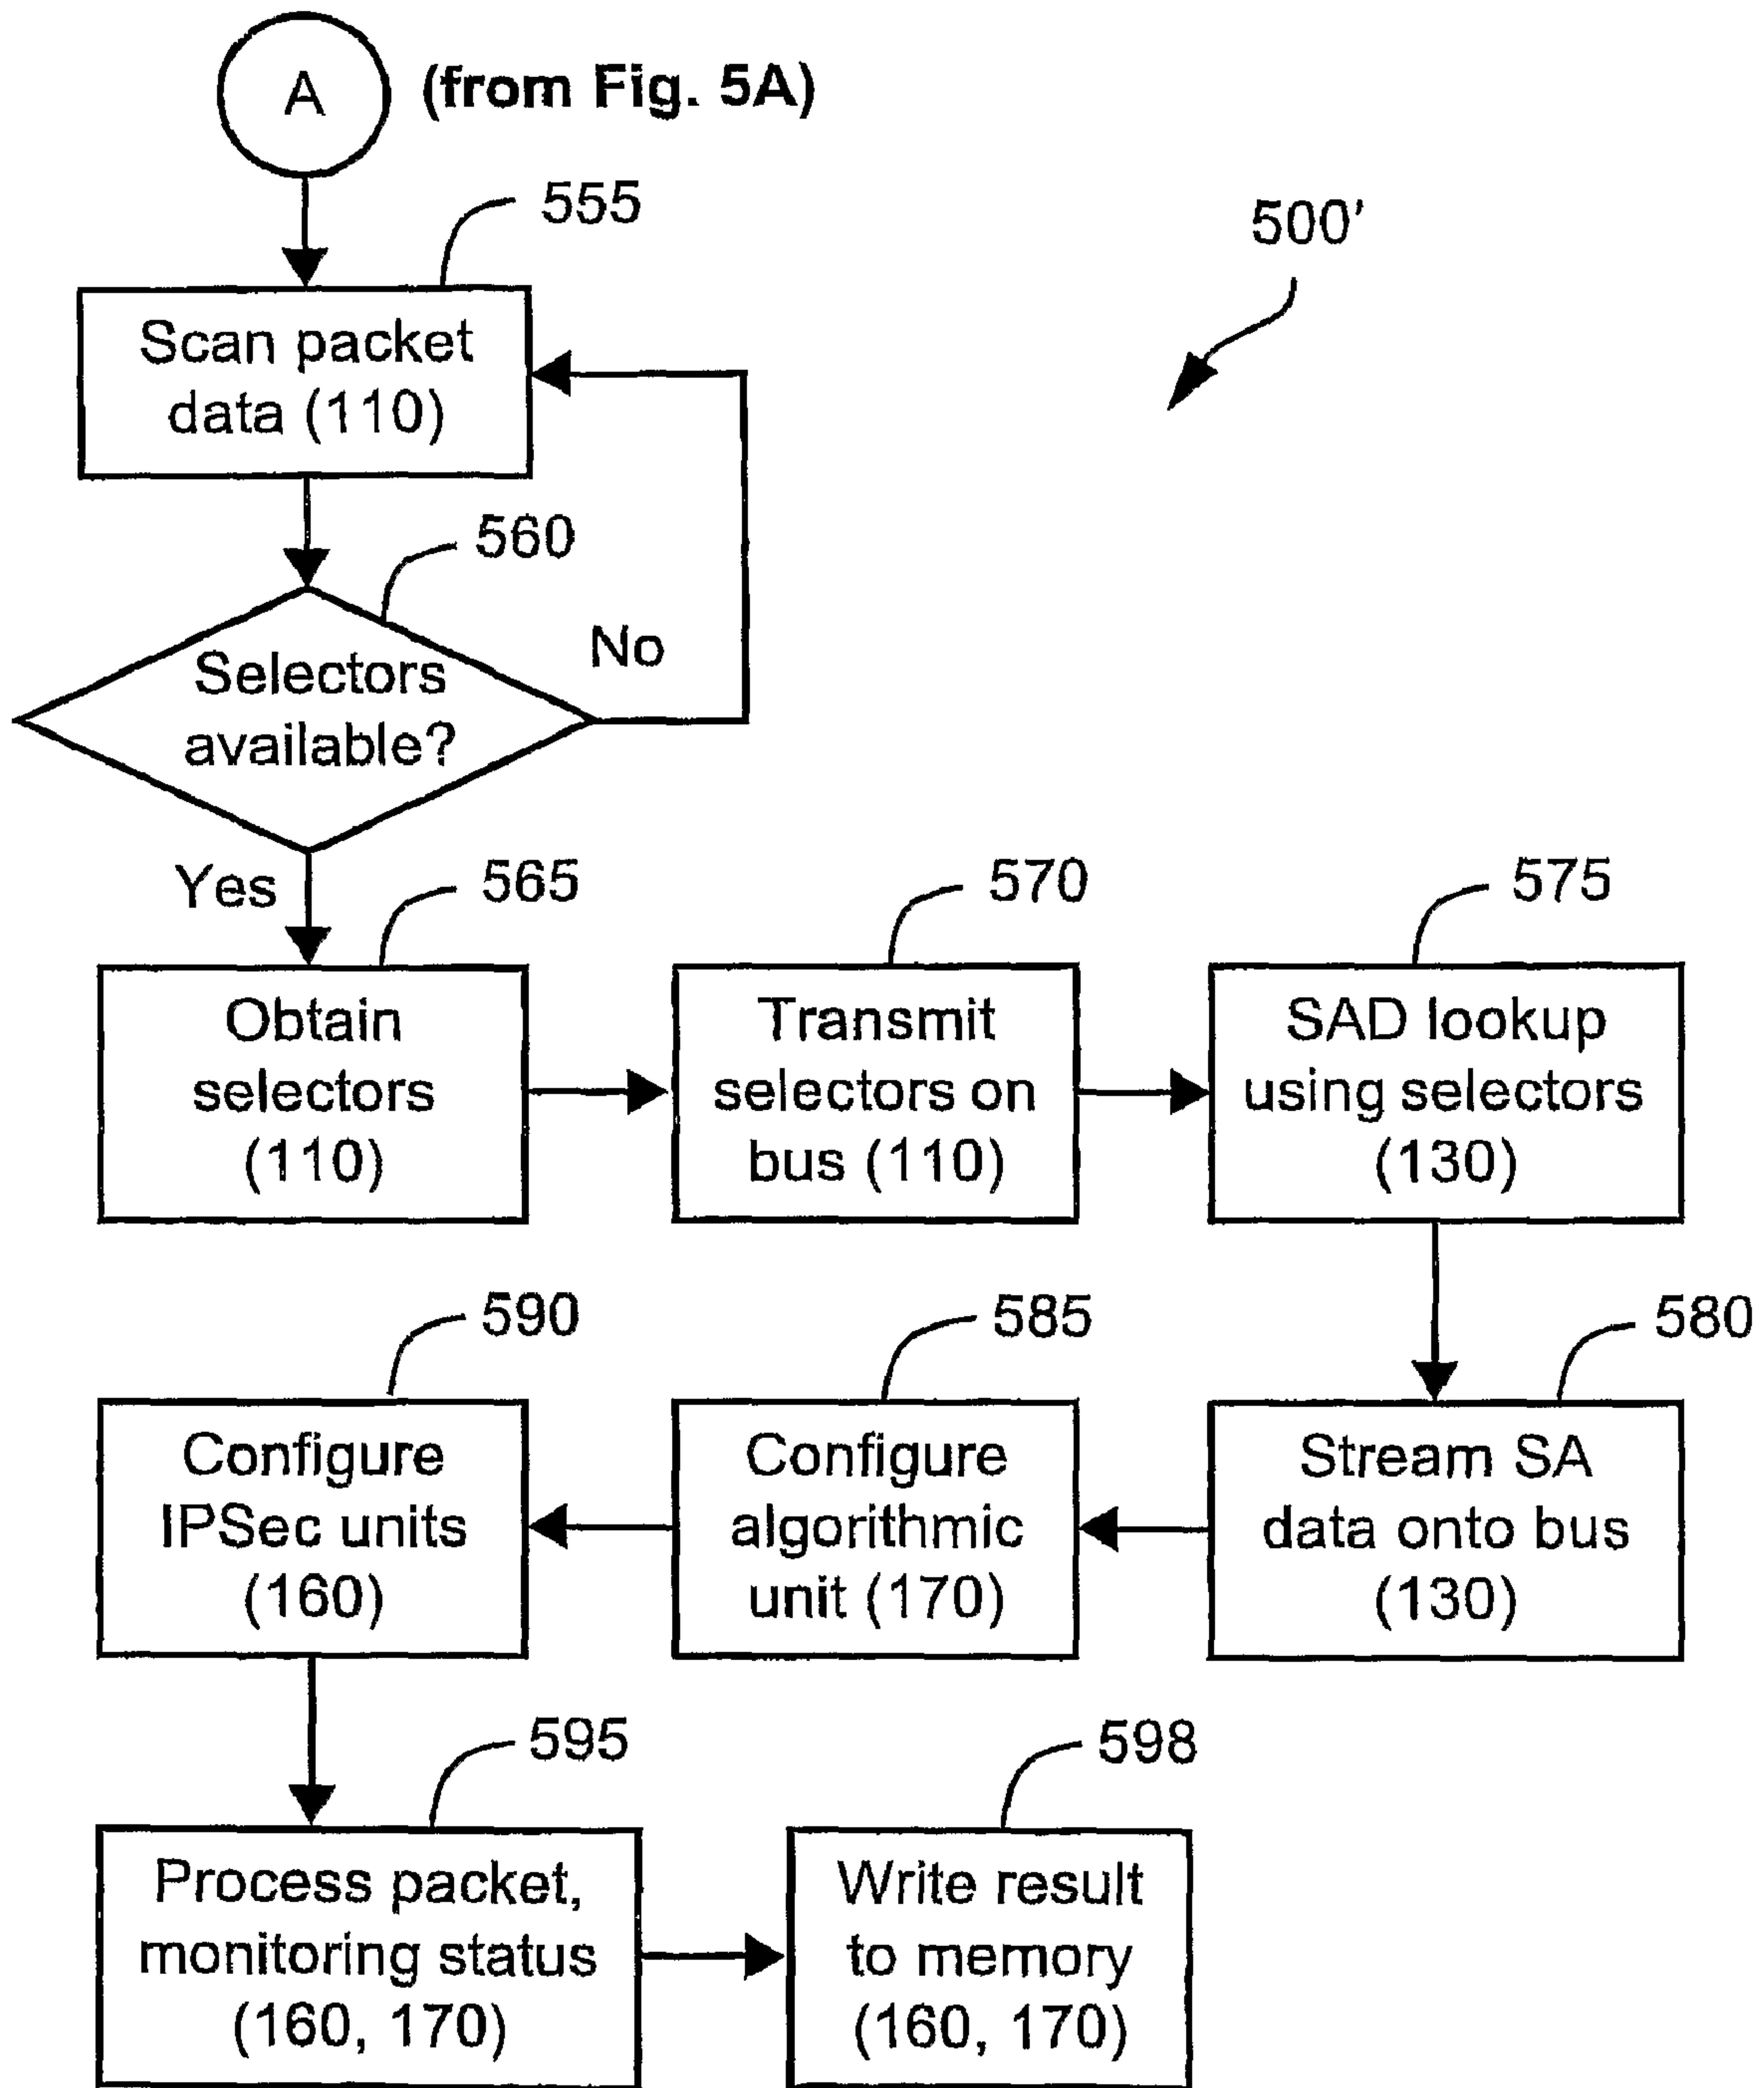 A
(from Fig. 5A)
555
500'
Scan packet
data (110)
560
No
Selectors
available?
Yes
565
570
575
Obtain
selectors
(110)
Transmit
selectors on
bus (110)
SAD lookup
using selectors
(130)
590
585
580
Configure
IPSec units
(160)
Configure
algorithmic
unit (170)
Stream SA
data onto bus
(130)
595
598
Process packet,
monitoring status
(160, 170)
Write result
to memory
(160, 170)